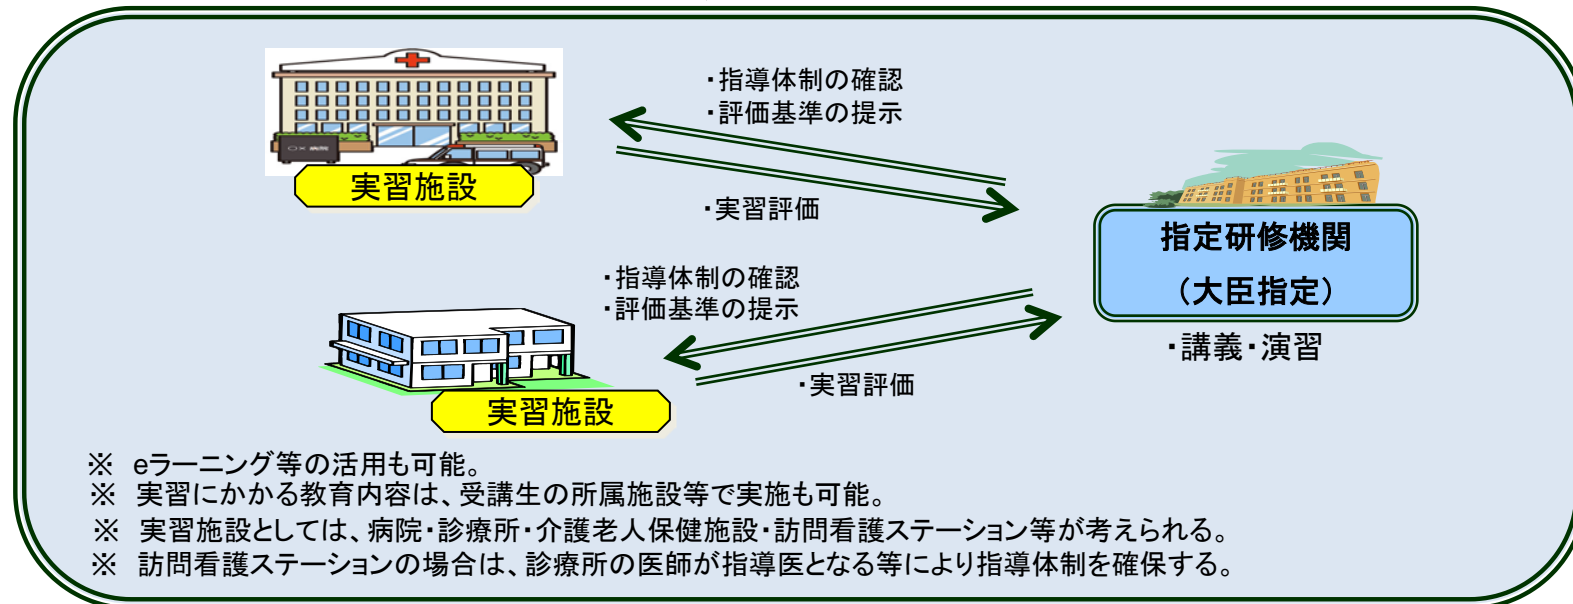 ・指導体制の確認
・評価基準の提示
実習施設
・実習評価
指定研修機関
（大臣指定）
・講義・演習
・指導体制の確認
・評価基準の提示
・実習評価
実習施設
※　eラーニング等の活用も可能。
※　実習にかかる教育内容は、受講生の所属施設等で実施も可能。
※　実習施設としては、病院・診療所・介護老人保健施設・訪問看護ステーション等が考えられる。
※　訪問看護ステーションの場合は、診療所の医師が指導医となる等により指導体制を確保する。